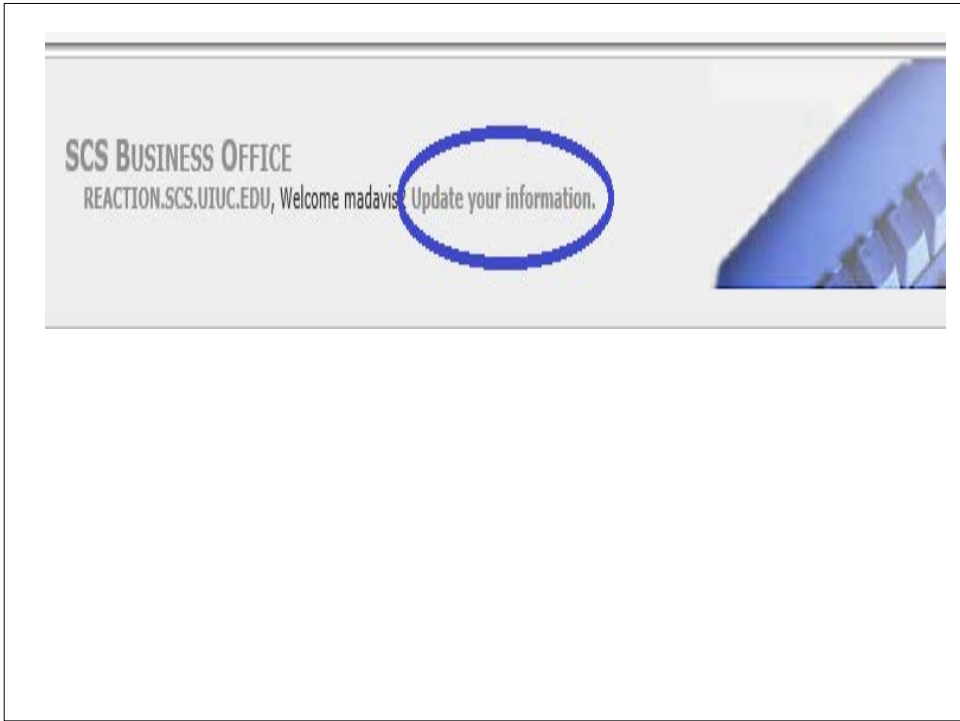 SCS BUSINESS OFFICE
REACTION.SCS.UIUC.EDU, Welcome madavis! Update your information.